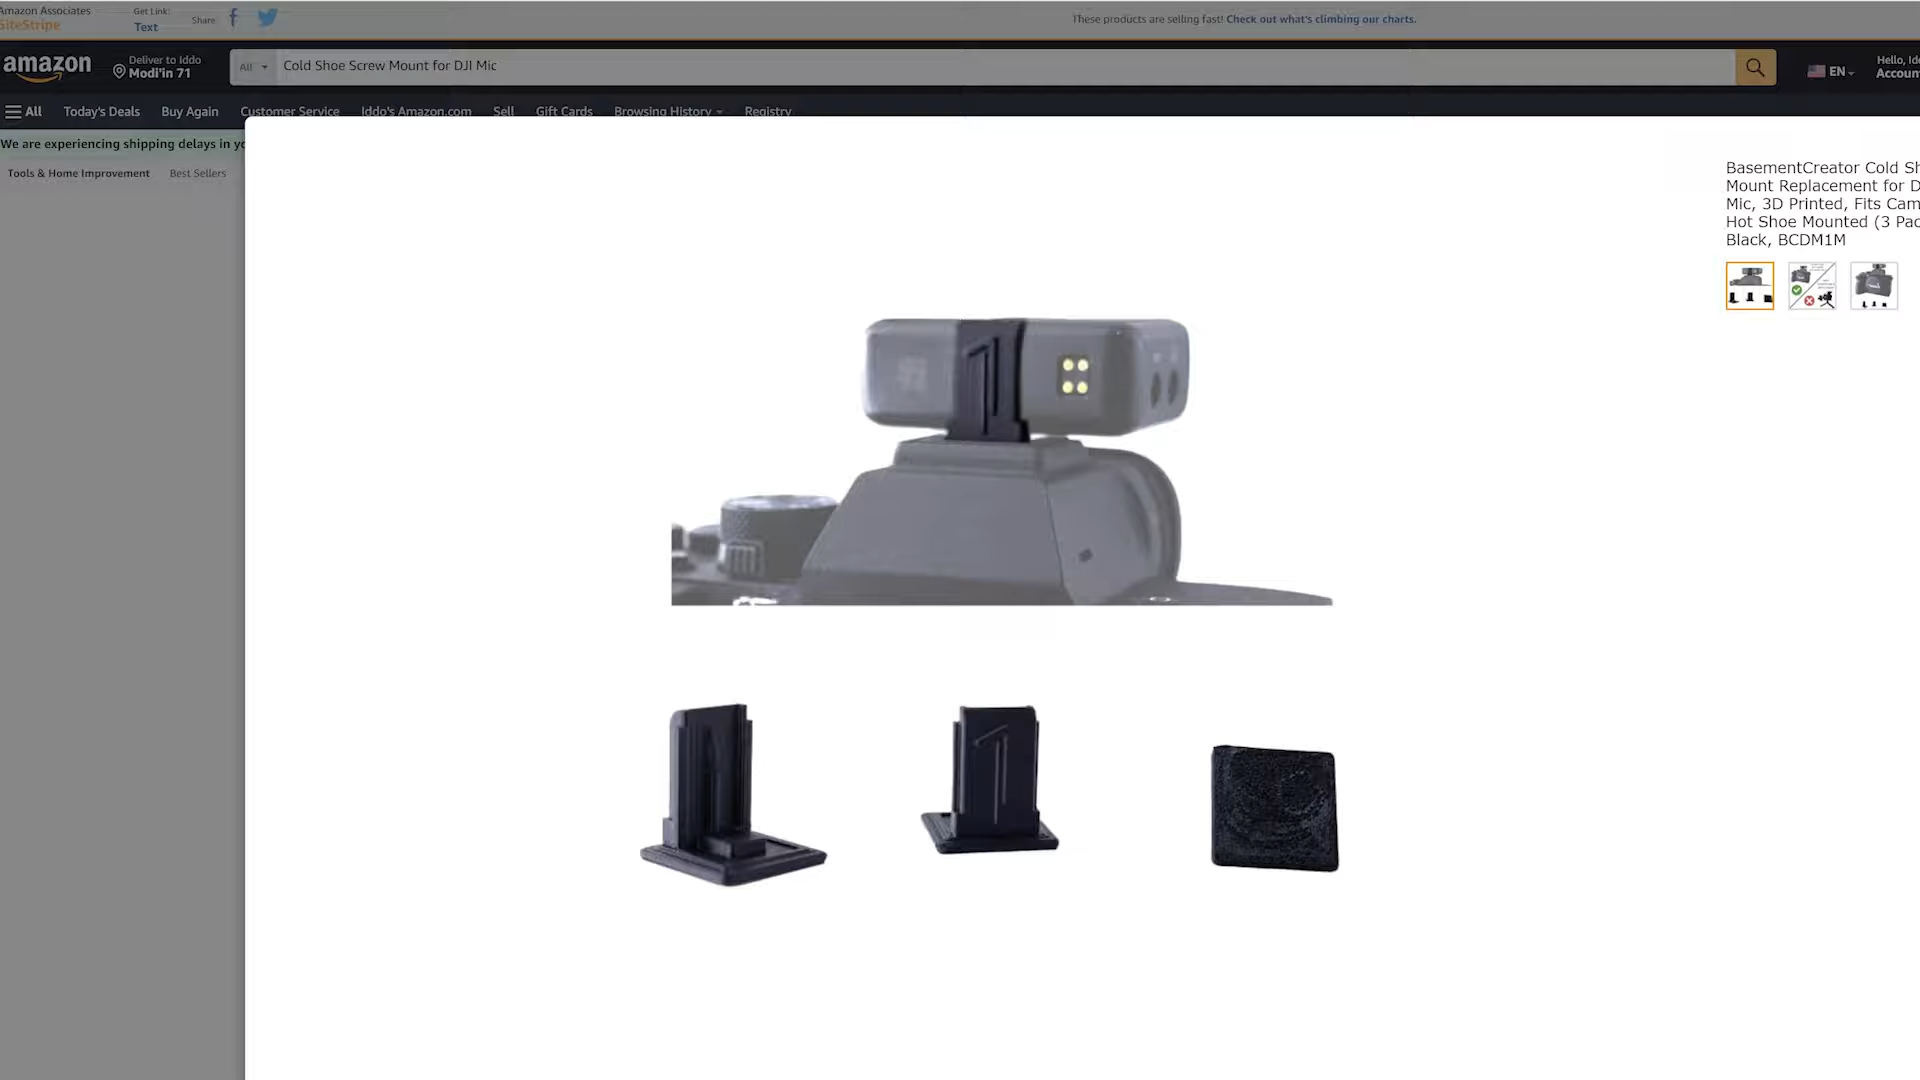 Amazon Associates
SiteStripe
Get Link:
Text
Share:
These products are selling fast! Check out what's climbing our charts.
amazon
Deliver to Iddo
Modi'in 71
All
Cold Shoe Screw Mount for DJI Mic
EN
Hello, Id
Accoun
All
Today's Deals
Buy Again
Customer Service
Iddo's Amazon.com
Sell
Gift Cards
Browsing History
Registry
We are experiencing shipping delays in yo
Tools & Home Improvement
Best Sellers
BasementCreator Cold Sh
Mount Replacement for D
Mic, 3D Printed, Fits Cam
Hot Shoe Mounted (3 Pac
Black, BCDM1M